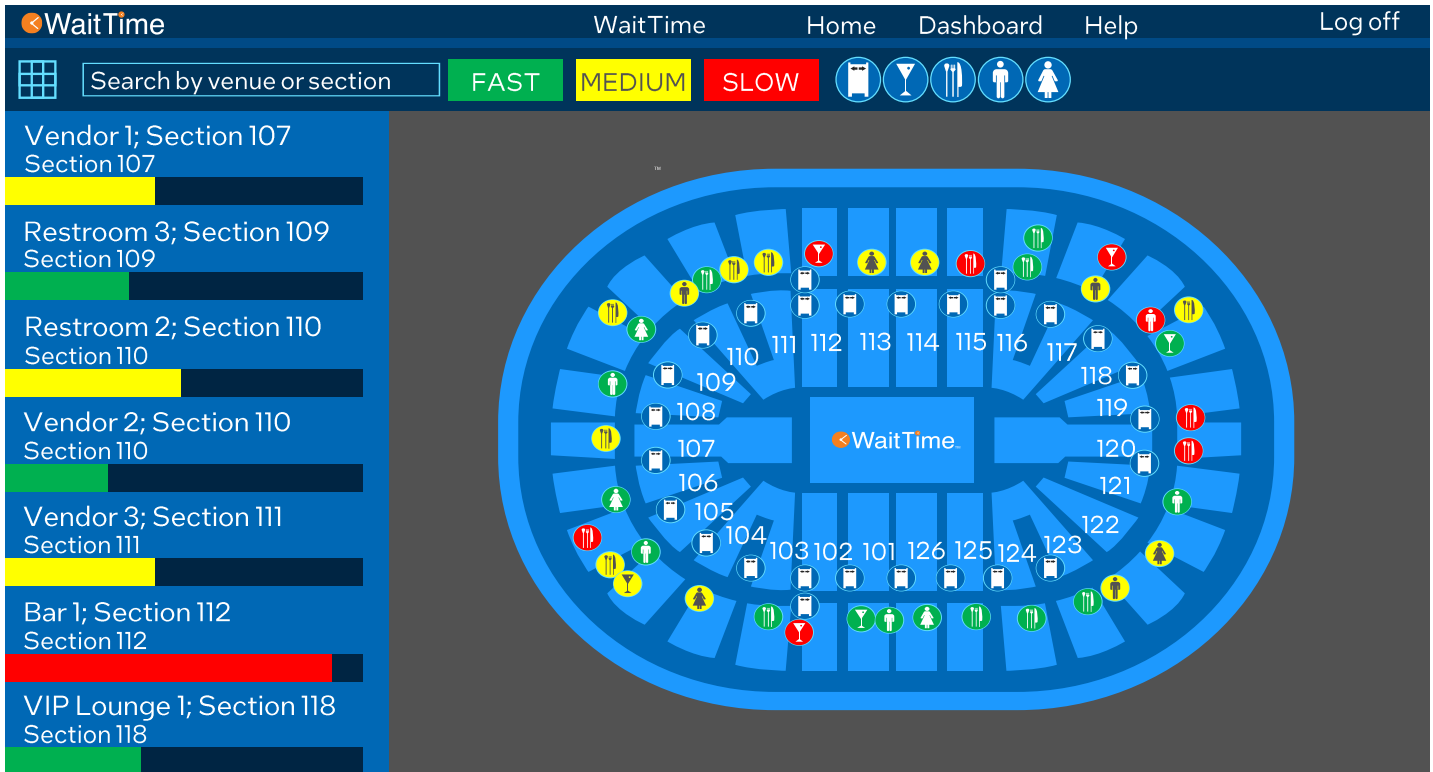 WaitTime
WaitTime Home Dashboard Help Log off
Search by venue or section
FAST
MEDIUM
SLOW
Vendor 1; Section 107
Section 107
Restroom 3; Section 109
Section 109
Restroom 2; Section 110
Section 110
Vendor 2; Section 110
Section 110
Vendor 3; Section 111
Section 111
Bar 1; Section 112
Section 112
VIP Lounge 1; Section 118
Section 118
TM
110 111 112 113 114 115 116 117
109 118
108 119
WaitTime
TM
107 120
106 121
105 122
104 103 102 101 126 125 124 123